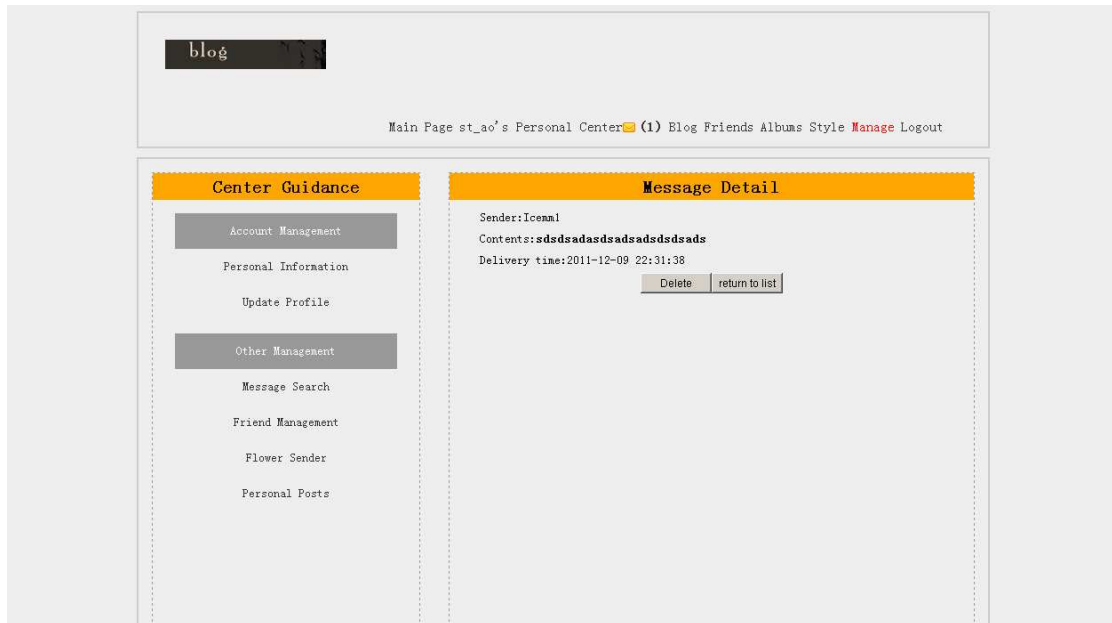 blog
Main Page st_ao's Personal Center (1) Blog Friends Albums Style Manage Logout
Center Guidance
Account Management
Personal Information
Update Profile
Other Management
Message Search
Friend Management
Flower Sender
Personal Posts
Message Detail
Sender:Icemm1
Contents:sdsdsadasdsadsadsdsdsads
Delivery time:2011-12-09 22:31:38
Delete return to list